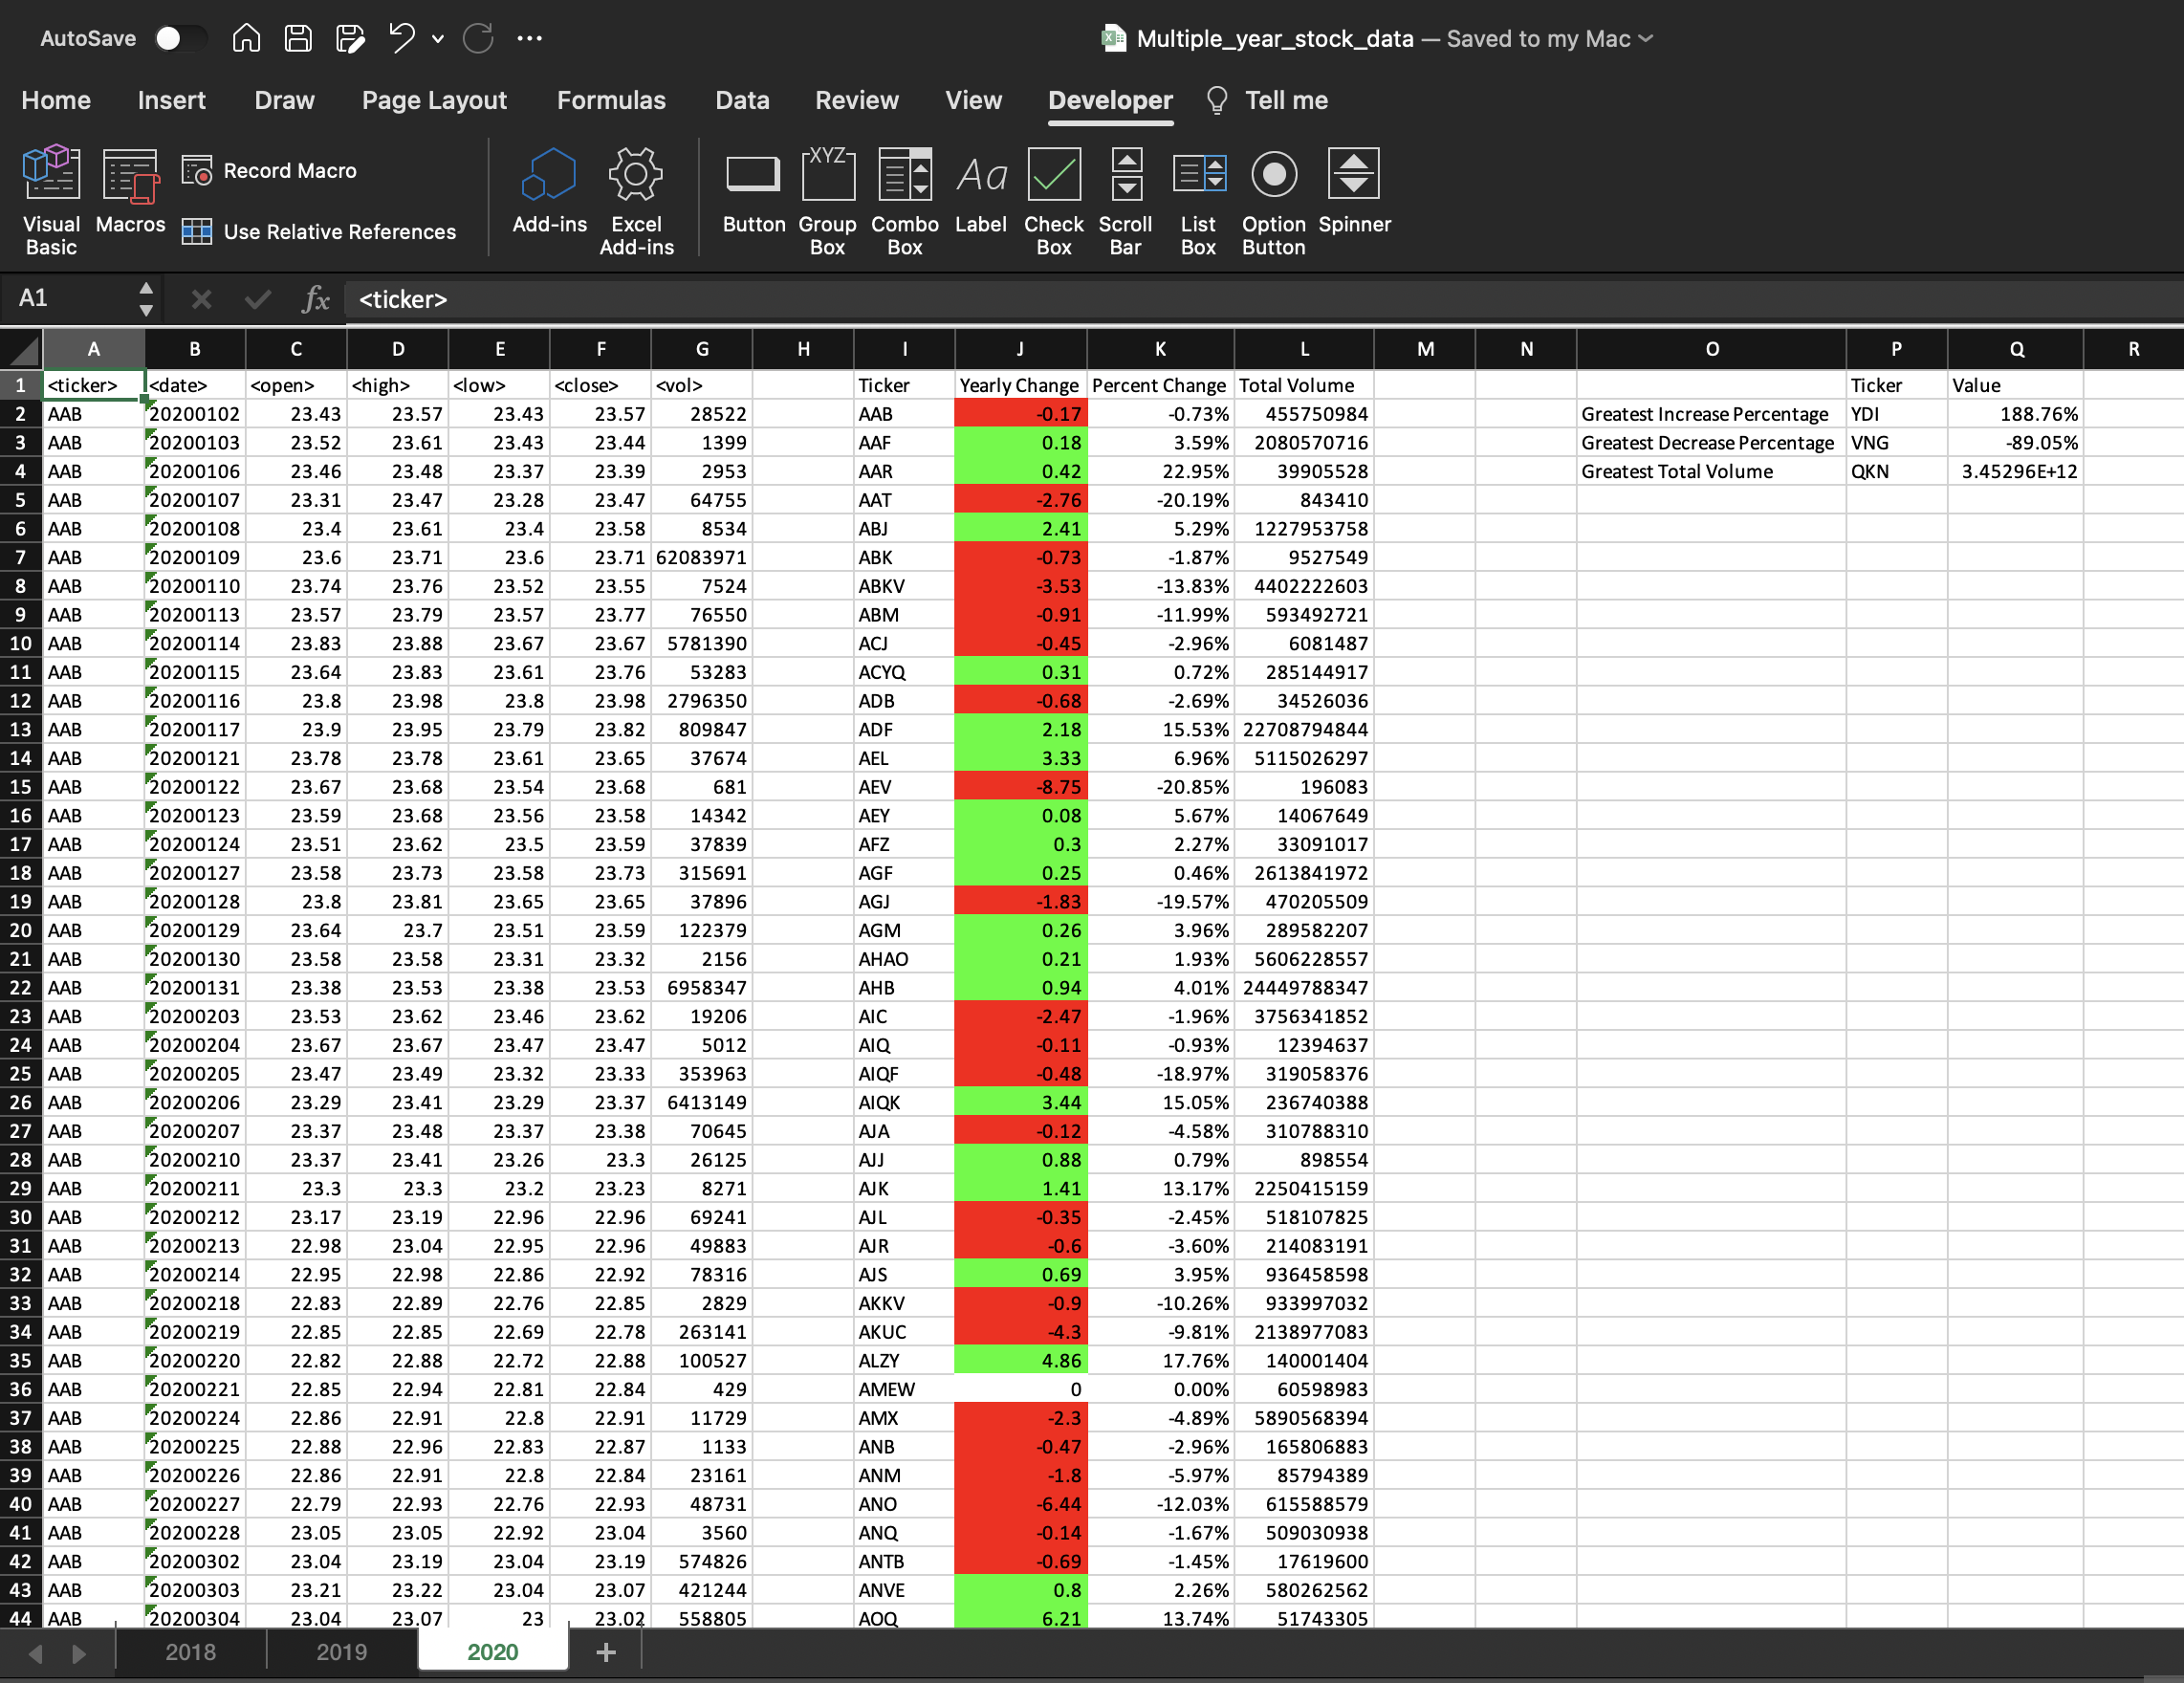 AutoSave Multiple_year_stock_data — Saved to my Mac
Home Insert Draw Page Layout Formulas Data Review View Developer Tell me
Visual Basic Macros Record Macro Use Relative References Add-ins Excel Add-ins Button XYZ Group Box Combo Box Aa Label Check Box Scroll Bar List Box Option Button Spinner
A1 fx <ticker>
A B C D E F G H I J K L M N O P Q R
1 <ticker> <date> <open> <high> <low> <close> <vol> Ticker Yearly Change Percent Change Total Volume Ticker Value
2 AAB 20200102 23.43 23.57 23.43 23.57 28522 AAB -0.17 -0.73% 455750984 Greatest Increase Percentage YDI 188.76%
3 AAB 20200103 23.52 23.61 23.43 23.44 1399 AAF 0.18 3.59% 2080570716 Greatest Decrease Percentage VNG -89.05%
4 AAB 20200106 23.46 23.48 23.37 23.39 2953 AAR 0.42 22.95% 39905528 Greatest Total Volume QKN 3.45296E+12
5 AAB 20200107 23.31 23.47 23.28 23.47 64755 AAT -2.76 -20.19% 843410
6 AAB 20200108 23.4 23.61 23.4 23.58 8534 ABJ 2.41 5.29% 1227953758
7 AAB 20200109 23.6 23.71 23.6 23.71 62083971 ABK -0.73 -1.87% 9527549
8 AAB 20200110 23.74 23.76 23.52 23.55 7524 ABKV -3.53 -13.83% 4402222603
9 AAB 20200113 23.57 23.79 23.57 23.77 76550 ABM -0.91 -11.99% 593492721
10 AAB 20200114 23.83 23.88 23.67 23.67 5781390 ACJ -0.45 -2.96% 6081487
11 AAB 20200115 23.64 23.83 23.61 23.76 53283 ACYQ 0.31 0.72% 285144917
12 AAB 20200116 23.8 23.98 23.8 23.98 2796350 ADB -0.68 -2.69% 34526036
13 AAB 20200117 23.9 23.95 23.79 23.82 809847 ADF 2.18 15.53% 22708794844
14 AAB 20200121 23.78 23.78 23.61 23.65 37674 AEL 3.33 6.96% 5115026297
15 AAB 20200122 23.67 23.68 23.54 23.68 681 AEV -8.75 -20.85% 196083
16 AAB 20200123 23.59 23.68 23.56 23.58 14342 AEY 0.08 5.67% 14067649
17 AAB 20200124 23.51 23.62 23.5 23.59 37839 AFZ 0.3 2.27% 33091017
18 AAB 20200127 23.58 23.73 23.58 23.73 315691 AGF 0.25 0.46% 2613841972
19 AAB 20200128 23.8 23.81 23.65 23.65 37896 AGJ -1.83 -19.57% 470205509
20 AAB 20200129 23.64 23.7 23.51 23.59 122379 AGM 0.26 3.96% 289582207
21 AAB 20200130 23.58 23.58 23.31 23.32 2156 AHAO 0.21 1.93% 5606228557
22 AAB 20200131 23.38 23.53 23.38 23.53 6958347 AHB 0.94 4.01% 24449788347
23 AAB 20200203 23.53 23.62 23.46 23.62 19206 AIC -2.47 -1.96% 3756341852
24 AAB 20200204 23.67 23.67 23.47 23.47 5012 AIQ -0.11 -0.93% 12394637
25 AAB 20200205 23.47 23.49 23.32 23.33 353963 AIQF -0.48 -18.97% 319058376
26 AAB 20200206 23.29 23.41 23.29 23.37 6413149 AIQK 3.44 15.05% 236740388
27 AAB 20200207 23.37 23.48 23.37 23.38 70645 AJA -0.12 -4.58% 310788310
28 AAB 20200210 23.37 23.41 23.26 23.3 26125 AJJ 0.88 0.79% 898554
29 AAB 20200211 23.3 23.3 23.2 23.23 8271 AJK 1.41 13.17% 2250415159
30 AAB 20200212 23.17 23.19 22.96 22.96 69241 AJL -0.35 -2.45% 518107825
31 AAB 20200213 22.98 23.04 22.95 22.96 49883 AJR -0.6 -3.60% 214083191
32 AAB 20200214 22.95 22.98 22.86 22.92 78316 AJS 0.69 3.95% 936458598
33 AAB 20200218 22.83 22.89 22.76 22.85 2829 AKKV -0.9 -10.26% 933997032
34 AAB 20200219 22.85 22.85 22.69 22.78 263141 AKUC -4.3 -9.81% 2138977083
35 AAB 20200220 22.82 22.88 22.72 22.88 100527 ALZY 4.86 17.76% 140001404
36 AAB 20200221 22.85 22.94 22.81 22.84 429 AMEW 0 0.00% 60598983
37 AAB 20200224 22.86 22.91 22.8 22.91 11729 AMX -2.3 -4.89% 5890568394
38 AAB 20200225 22.88 22.96 22.83 22.87 1133 ANB -0.47 -2.96% 165806883
39 AAB 20200226 22.86 22.91 22.8 22.84 23161 ANM -1.8 -5.97% 85794389
40 AAB 20200227 22.79 22.93 22.76 22.93 48731 ANO -6.44 -12.03% 615588579
41 AAB 20200228 23.05 23.05 22.92 23.04 3560 ANQ -0.14 -1.67% 509030938
42 AAB 20200302 23.04 23.19 23.04 23.19 574826 ANTB -0.69 -1.45% 17619600
43 AAB 20200303 23.21 23.22 23.04 23.07 421244 ANVE 0.8 2.26% 580262562
44 AAB 20200304 23.04 23.07 23 23.02 558805 AOQ 6.21 13.74% 51743305
2018 2019 2020 +